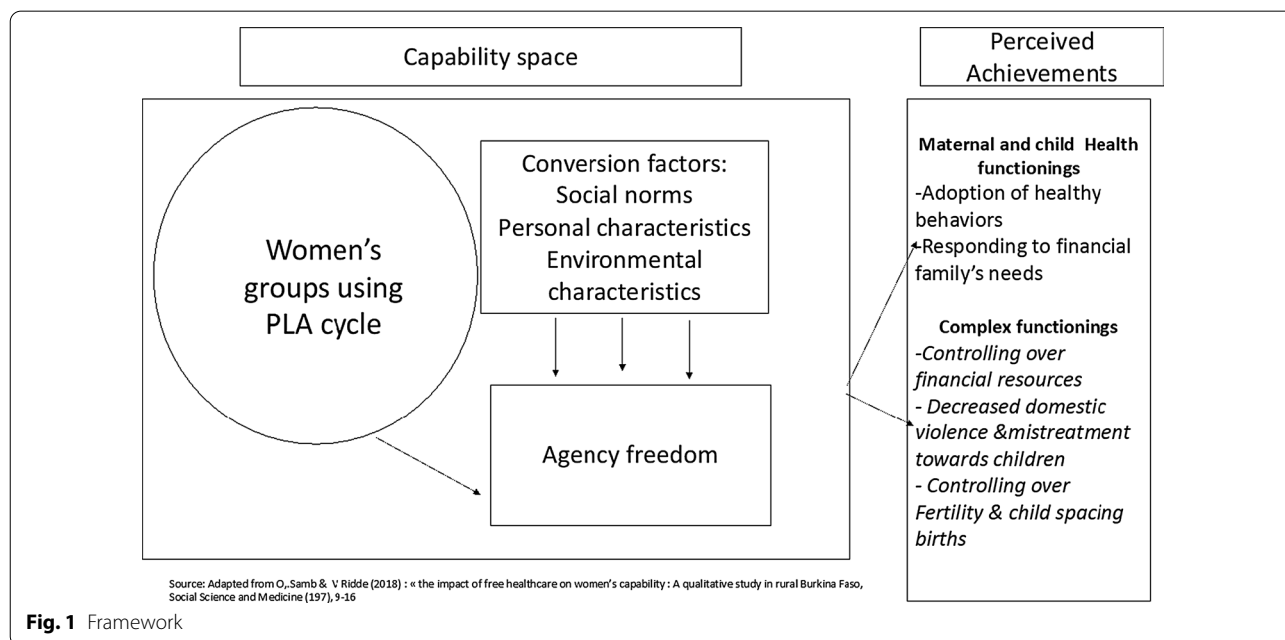 Capability space
Perceived
Achievements
Women's
groups using
PLA cycle
Conversion factors:
Social norms
Personal characteristics
Environmental
characteristics
Agency freedom
Maternal and child Health
functionings
-Adoption of healthy
behaviors
-Responding to financial
family's needs
Complex functionings
-Controlling over
financial resources
- Decreased domestic
violence &mistreatment
towards children
- Controlling over
Fertility & child spacing
births
Source: Adapted from O,.Samb & V Ridde (2018) : « the impact of free healthcare on women's capability : A qualitative study in rural Burkina Faso,
Social Science and Medicine (197), 9-16
Fig. 1 Framework